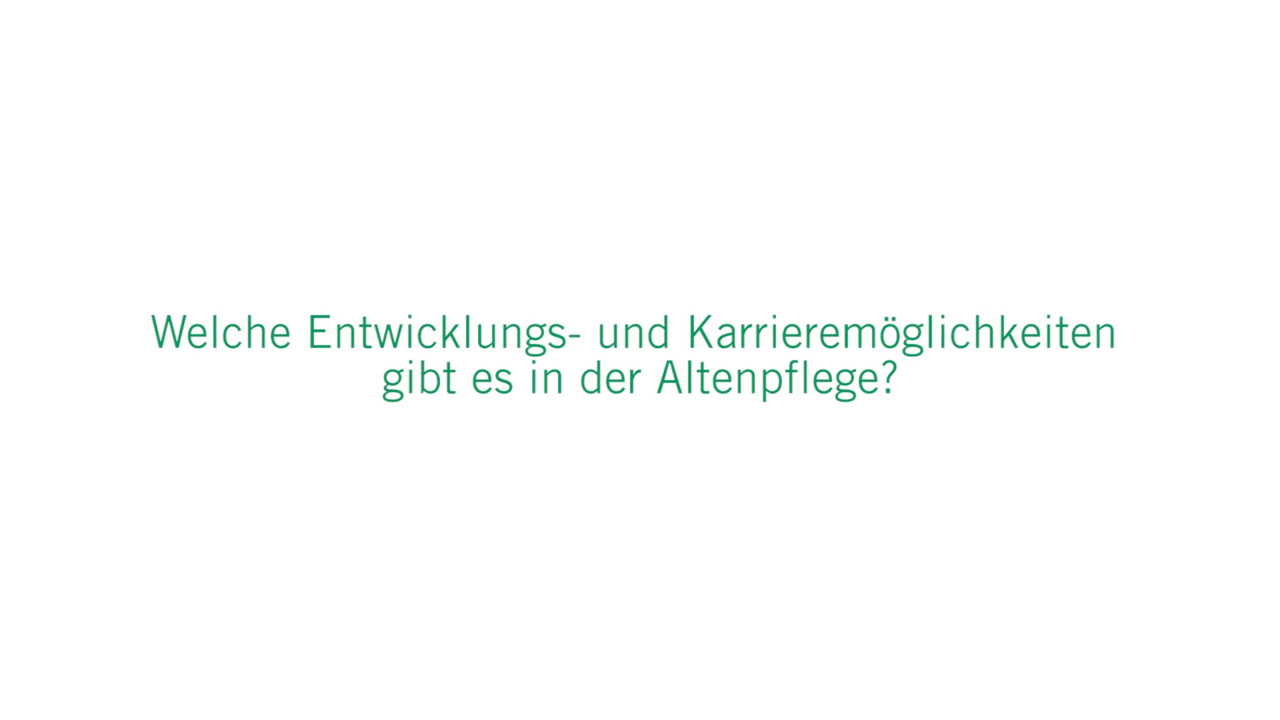 Welche Entwicklungs- und Karrieremöglichkeiten
gibt es in der Altenpflege?